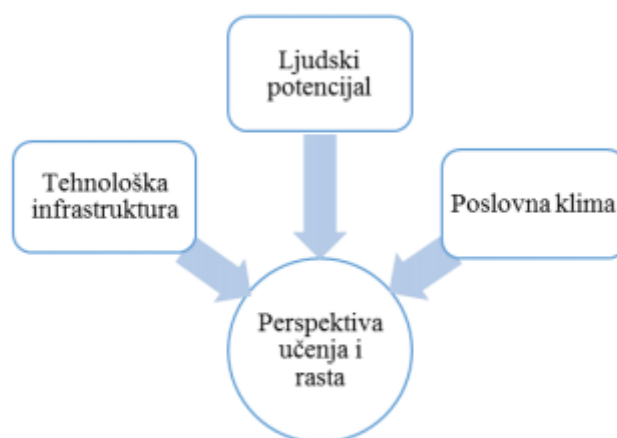 Ljudski
potencijal
Tehnološka
infrastruktura
Poslovna klima
Perspektiva
učenja i
rasta